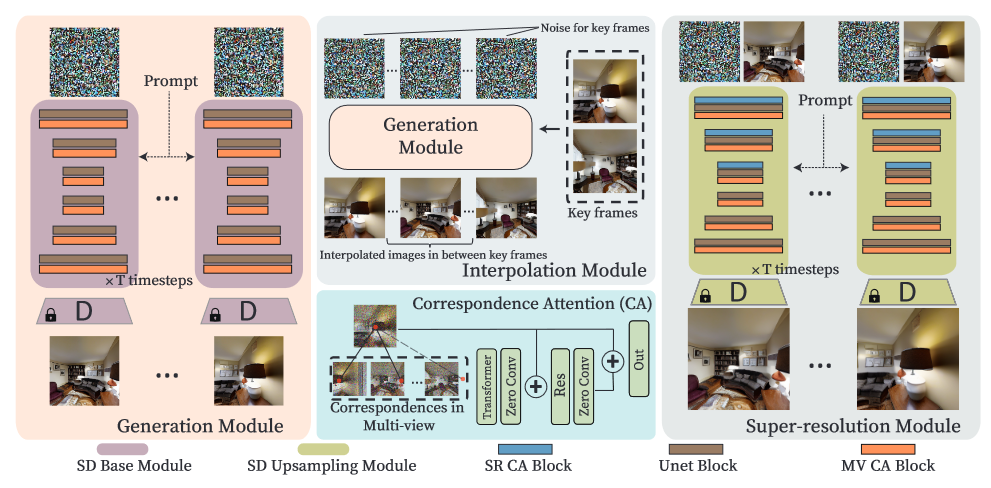 Prompt
×T timesteps
D
D
Generation Module
Noise for key frames
...
...
Generation
Module
Key frames
...
...
Interpolated images in between key frames
Interpolation Module
Correspondence Attention (CA)
Correspondences in
Multi-view
Transformer
Zero Conv
Res
Zero Conv
Out
Prompt
×T timesteps
D
D
Super-resolution Module
SD Base Module
SD Upsampling Module
SR CA Block
Unet Block
MV CA Block